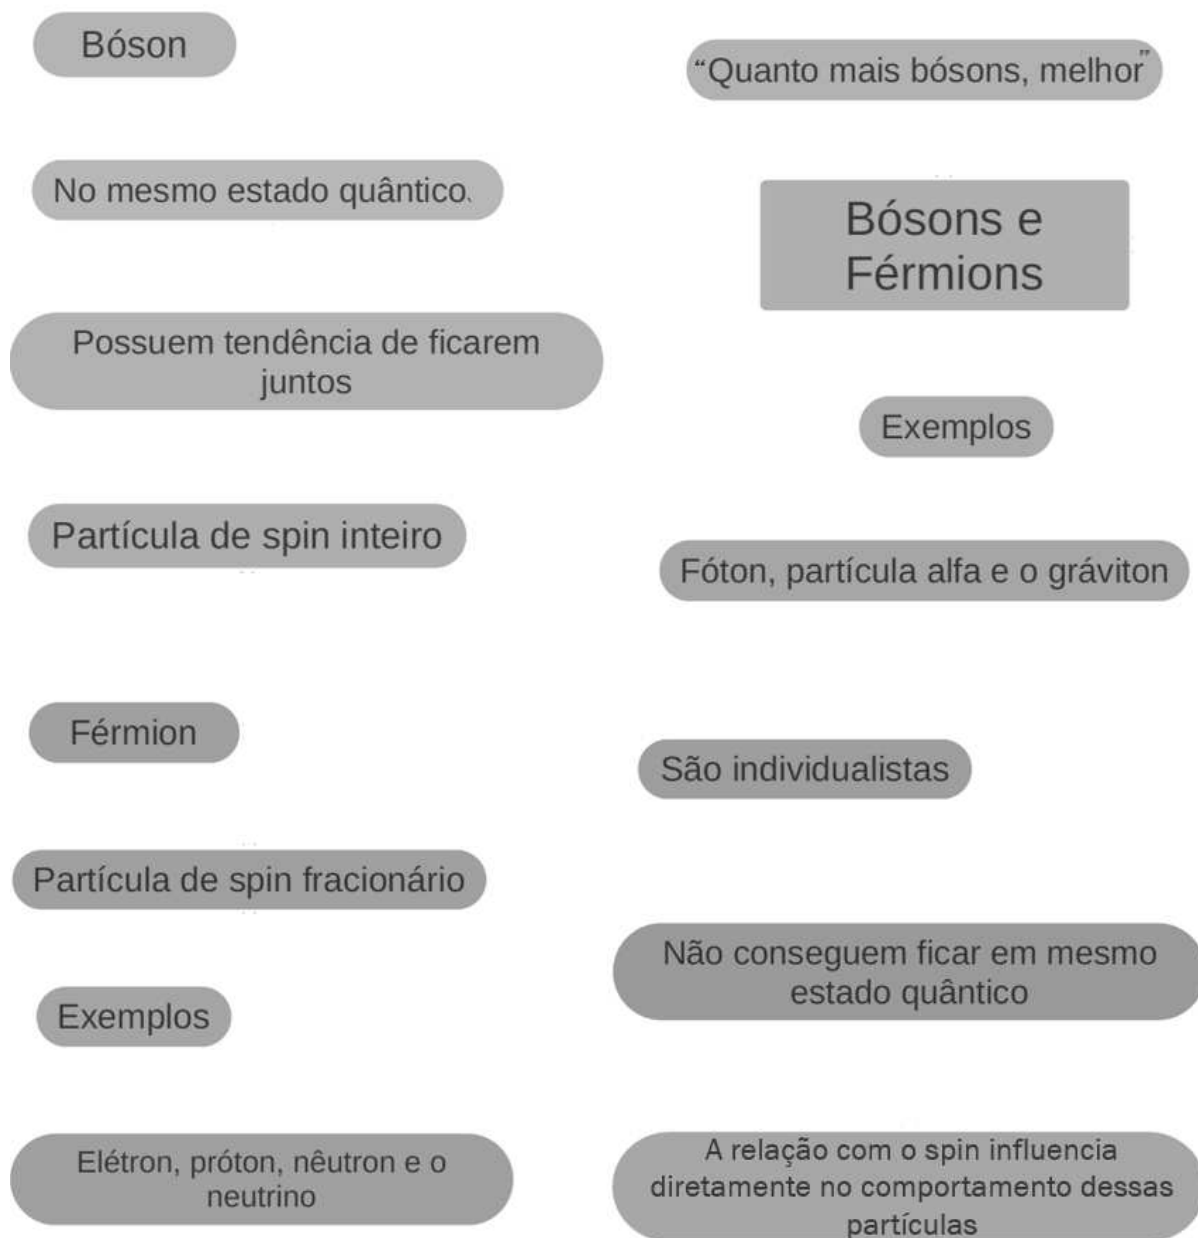 Bóson
No mesmo estado quântico.
Possuem tendência de ficarem
juntos
Partícula de spin inteiro
Férmion
Partícula de spin fracionário
Exemplos
Elétron, próton, nêutron e o
neutrino
“Quanto mais bósons, melhor”
Bósons e
Férmions
Exemplos
Fóton, partícula alfa e o gráviton
São individualistas
Não conseguem ficar em mesmo
estado quântico
A relação com o spin influencia
diretamente no comportamento dessas
partículas